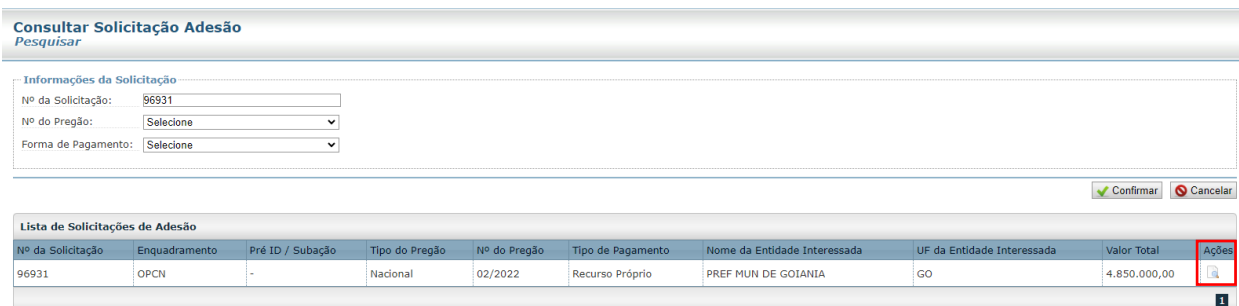 Consultar Solicitação Adesão
Pesquisar
Informações da Solicitação
Nº da Solicitação: 96931
Nº do Pregão: Selecione
Forma de Pagamento: Selecione
Confirmar Cancelar
Lista de Solicitações de Adesão
Nº da Solicitação Enquadramento Pré ID / Subação Tipo do Pregão Nº do Pregão Tipo de Pagamento Nome da Entidade Interessada UF da Entidade Interessada Valor Total Ações
96931 OPCN - Nacional 02/2022 Recurso Próprio PREF MUN DE GOIANIA GO 4.850.000,00
1